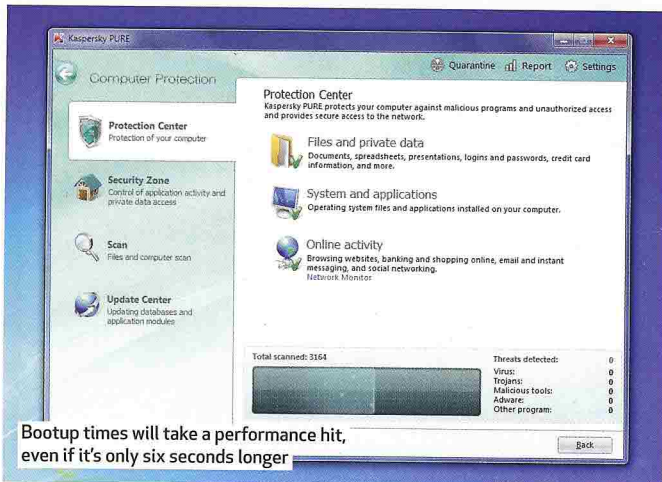 Kaspersky PURE
Quarantine Report Settings
Computer Protection
Protection Center
Protection of your computer
Security Zone
Control of application activity and
private data access
Scan
Files and computer scan
Update Center
Updating databases and
application modules
Protection Center
Kaspersky PURE protects your computer against malicious programs and unauthorized access
and provides secure access to the network.
Files and private data
Documents, spreadsheets, presentations, logins and passwords, credit card
information, and more.
System and applications
Operating system files and applications installed on your computer.
Online activity
Browsing websites, banking and shopping online, email and instant
messaging, and social networking.
Network Monitor
Total scanned: 3164
Threats detected: 0
Virus: 0
Trojans: 0
Malicious tools: 0
Adware: 0
Other program: 0
Back
Bootup times will take a performance hit,
even if it's only six seconds longer